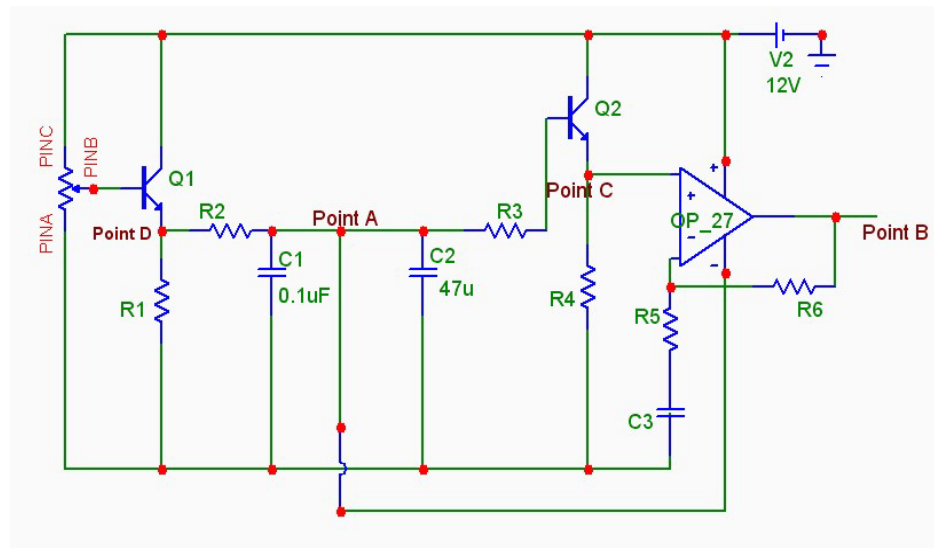 V2
12V
PINC
PINB
PINA
Q1
Q2
Point D
R2
Point A
R3
Point C
+
+
OP_27
-
-
Point B
C1
0.1uF
C2
47u
R1
R4
R5
R6
C3